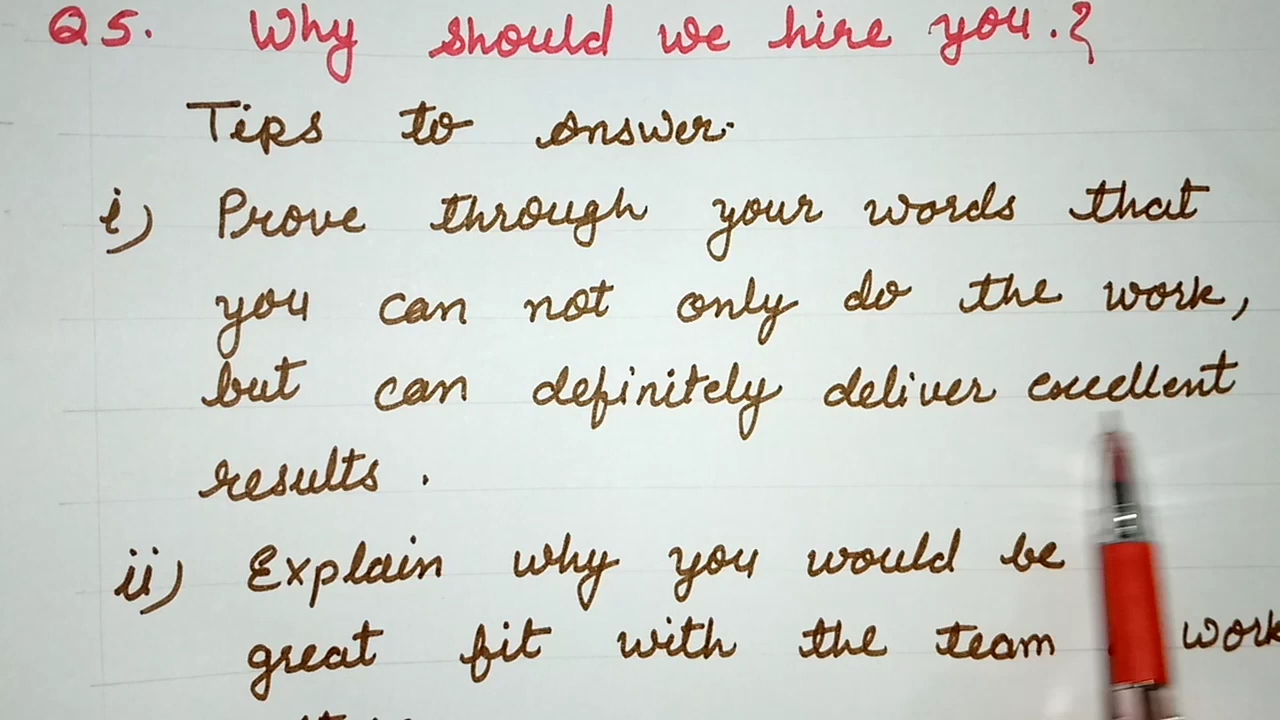 Q5. Why should we hire you.?
Tips to answer.
i) Prove through your words that
you can not only do the work,
but can definitely deliver excellent
results.
ii) Explain why you would be
great fit with the team work